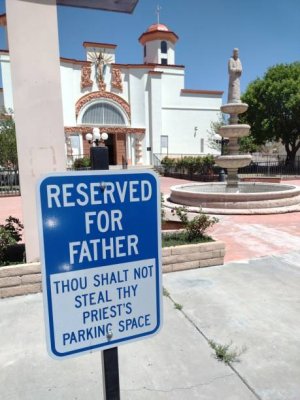 RESERVED
FOR
FATHER
THOU SHALT NOT
STEAL THY
PRIEST'S
PARKING SPACE